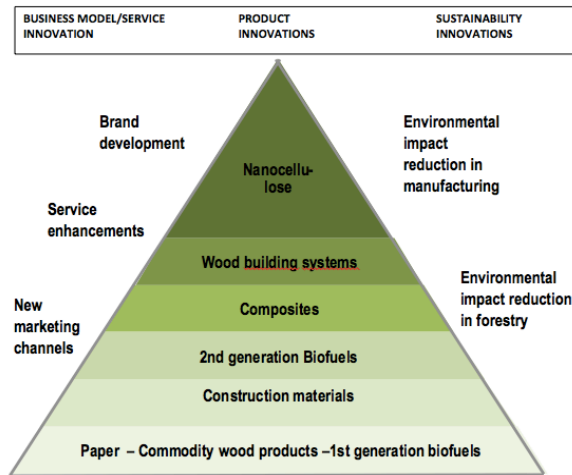 BUSINESS MODEL/SERVICE
INNOVATION
PRODUCT
INNOVATIONS
SUSTAINABILITY
INNOVATIONS
Brand
development
Service
enhancements
New
marketing
channels
Nanocellu-
lose
Wood building systems
Composites
2nd generation Biofuels
Construction materials
Paper – Commodity wood products –1st generation biofuels
Environmental
impact
reduction in
manufacturing
Environmental
impact reduction
in forestry